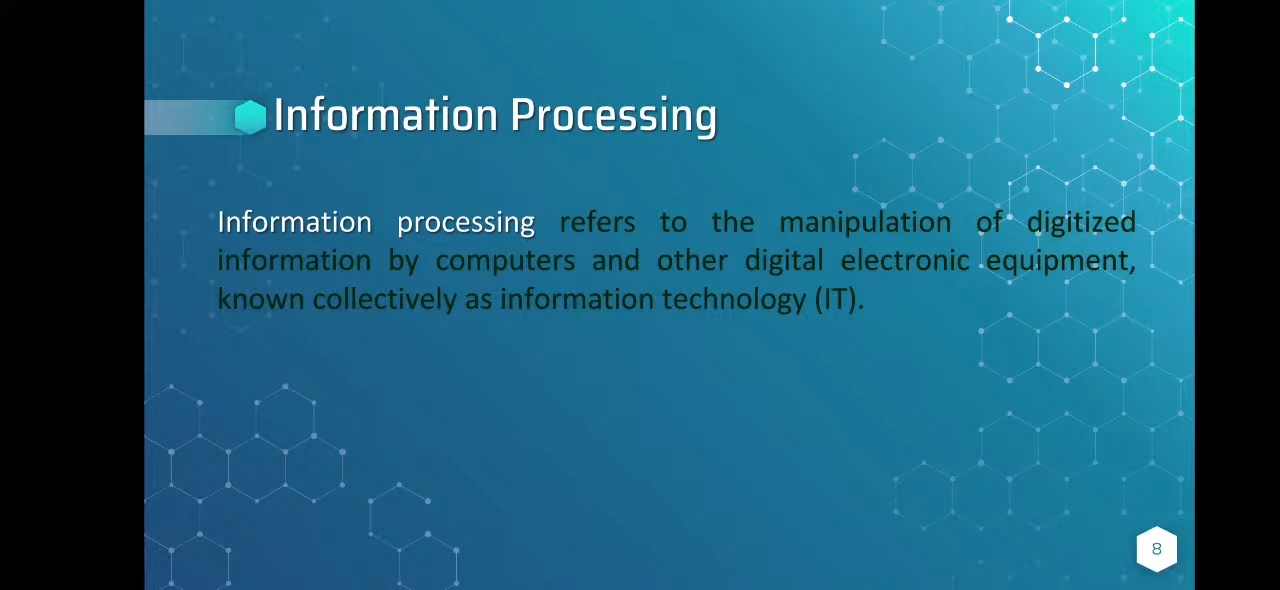 Information Processing
Information processing refers to the manipulation of digitized
information by computers and other digital electronic equipment,
known collectively as information technology (IT).
8